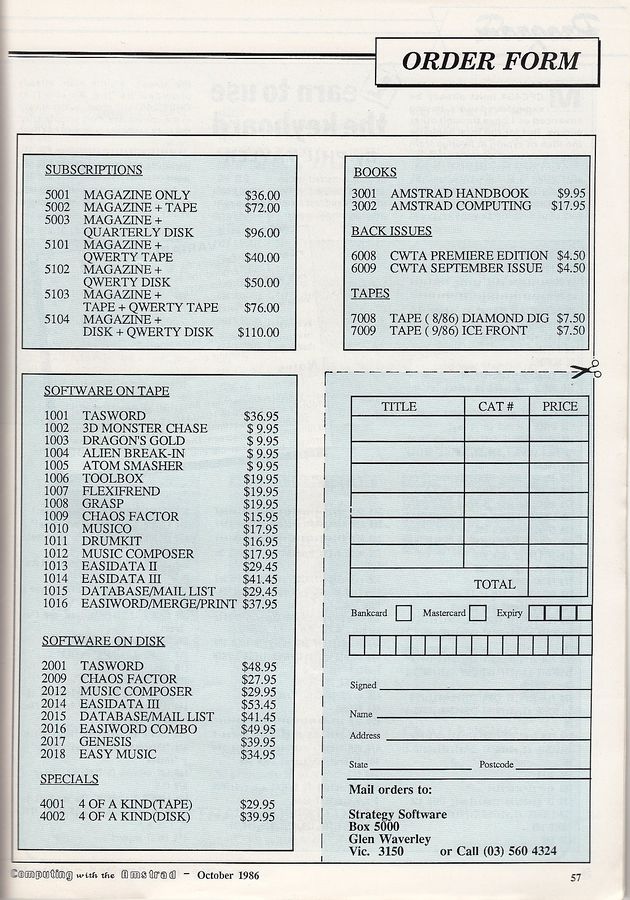 ORDER FORM
SUBSCRIPTIONS
5001 MAGAZINE ONLY $36.00
5002 MAGAZINE + TAPE $72.00
5003 MAGAZINE +
QUARTERLY DISK $96.00
5101 MAGAZINE +
QWERTY TAPE $40.00
5102 MAGAZINE +
QWERTY DISK $50.00
5103 MAGAZINE +
TAPE + QWERTY TAPE $76.00
5104 MAGAZINE +
DISK + QWERTY DISK $110.00
BOOKS
3001 AMSTRAD HANDBOOK $9.95
3002 AMSTRAD COMPUTING $17.95
BACK ISSUES
6008 CWTA PREMIERE EDITION $4.50
6009 CWTA SEPTEMBER ISSUE $4.50
TAPES
7008 TAPE ( 8/86) DIAMOND DIG $7.50
7009 TAPE ( 9/86) ICE FRONT $7.50
SOFTWARE ON TAPE
1001 TASWORD $36.95
1002 3D MONSTER CHASE $ 9.95
1003 DRAGON'S GOLD $ 9.95
1004 ALIEN BREAK-IN $ 9.95
1005 ATOM SMASHER $ 9.95
1006 TOOLBOX $19.95
1007 FLEXIFREND $19.95
1008 GRASP $19.95
1009 CHAOS FACTOR $15.95
1010 MUSICO $17.95
1011 DRUMKIT $16.95
1012 MUSIC COMPOSER $17.95
1013 EASIDATA II $29.45
1014 EASIDATA III $41.45
1015 DATABASE/MAIL LIST $29.45
1016 EASIWORD/MERGE/PRINT $37.95
SOFTWARE ON DISK
2001 TASWORD $48.95
2009 CHAOS FACTOR $27.95
2012 MUSIC COMPOSER $29.95
2014 EASIDATA III $53.45
2015 DATABASE/MAIL LIST $41.45
2016 EASIWORD COMBO $49.95
2017 GENESIS $39.95
2018 EASY MUSIC $34.95
SPECIALS
4001 4 OF A KIND(TAPE) $29.95
4002 4 OF A KIND(DISK) $39.95
TITLE CAT # PRICE
TOTAL
Bankcard Mastercard Expiry
Signed
Name
Address
State Postcode
Mail orders to:
Strategy Software
Box 5000
Glen Waverley
Vic. 3150 or Call (03) 560 4324
Computing with the Amstrad - October 1986 57